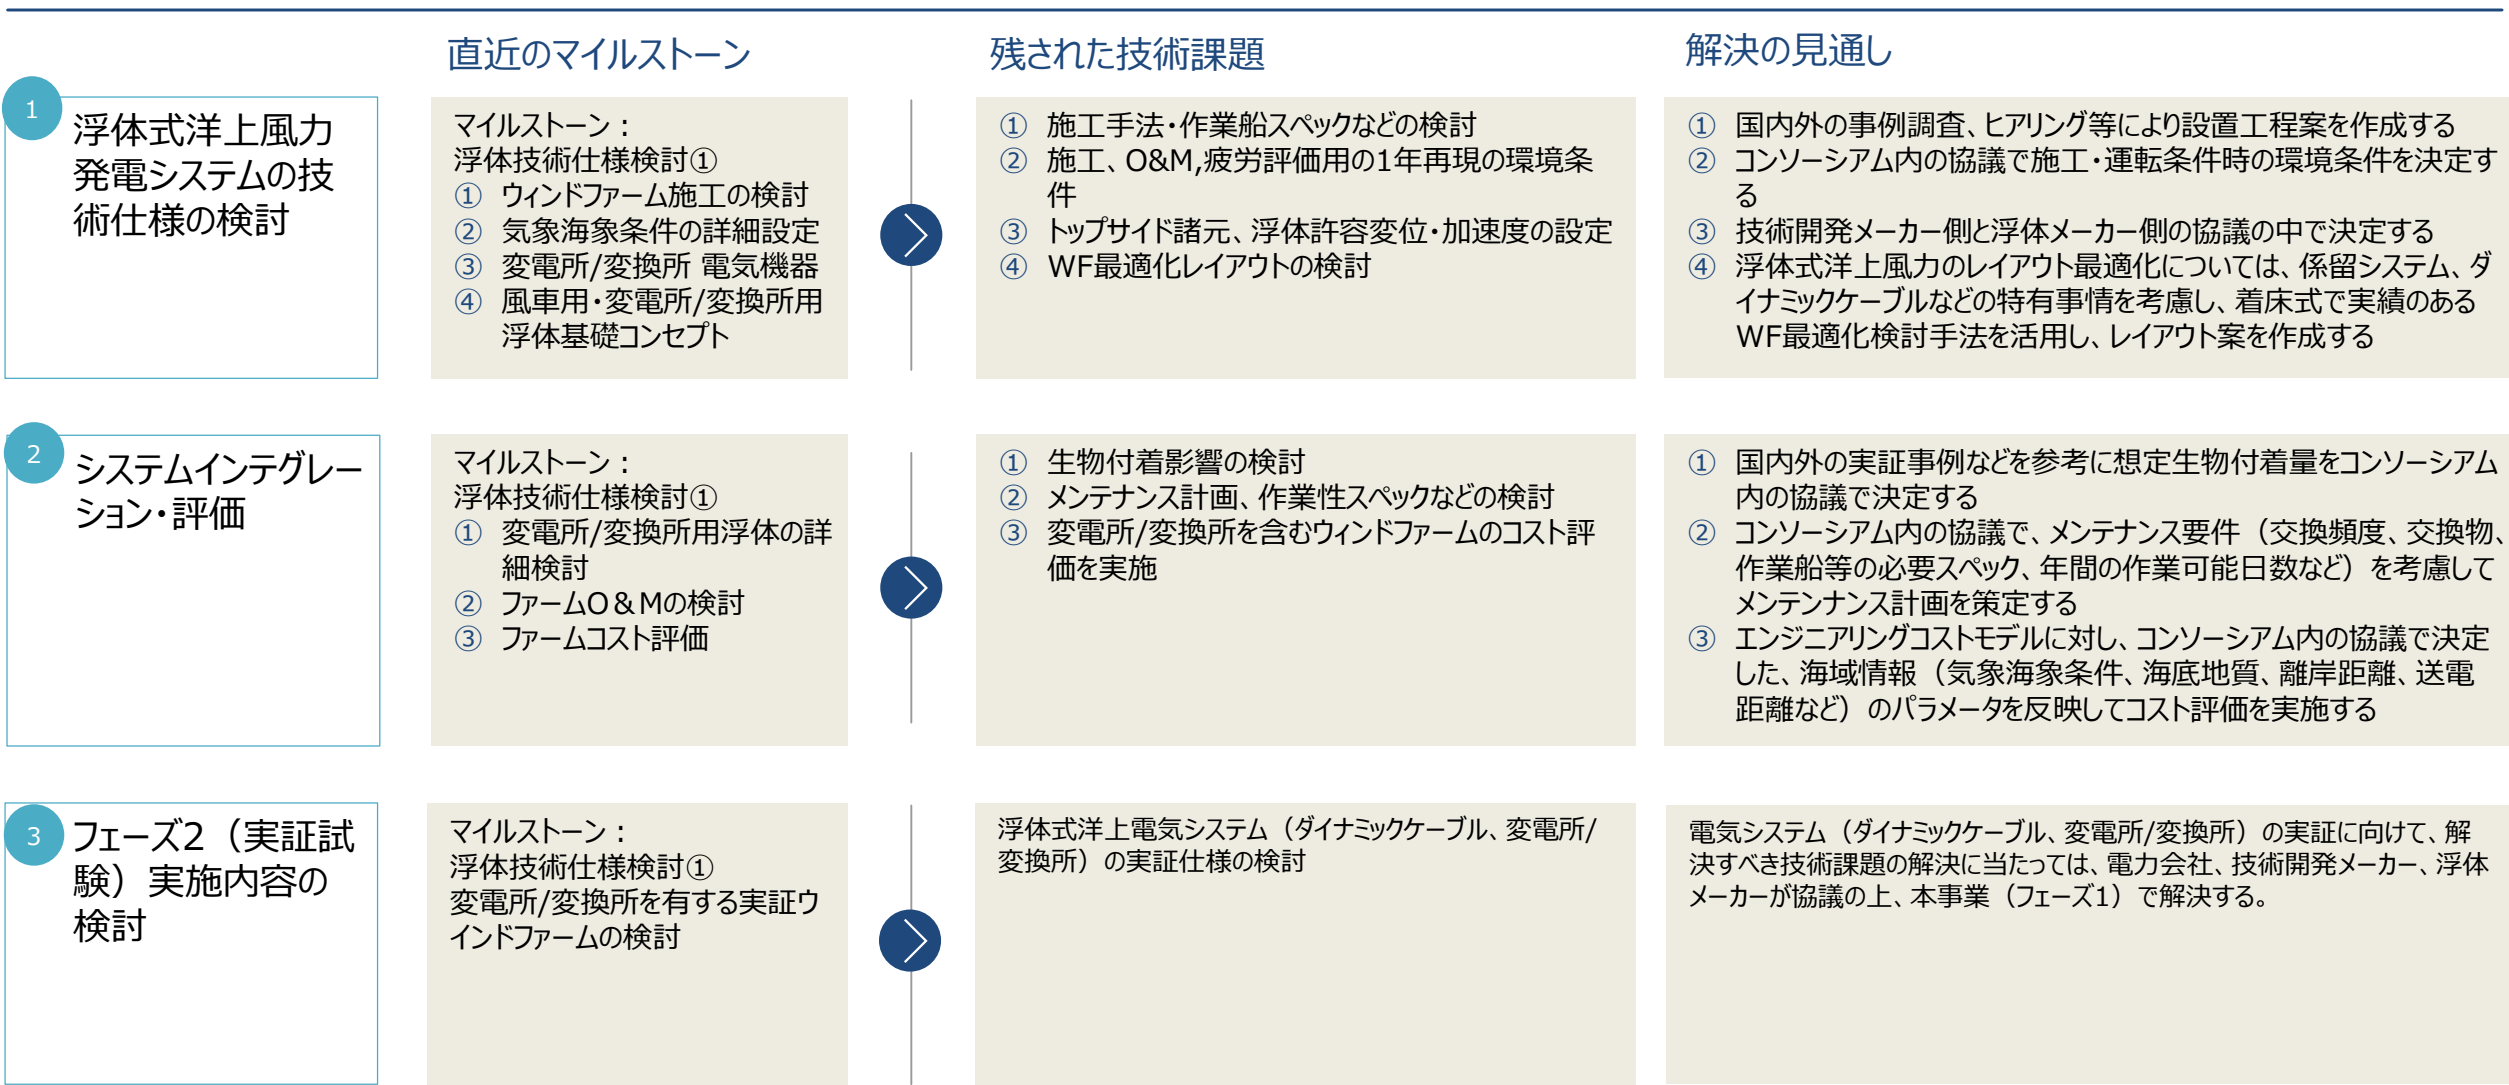 直近のマイルストーン
残された技術課題
解決の見通し
1
浮体式洋上風力
発電システムの技
術仕様の検討
マイルストーン：
浮体技術仕様検討①
① ウィンドファーム施工の検討
② 気象海象条件の詳細設定
③ 変電所/変換所 電気機器
④ 風車用・変電所/変換所用
浮体基礎コンセプト
① 施工手法・作業船スペックなどの検討
② 施工、O&M,疲労評価用の1年再現の環境条
件
③ トップサイド諸元、浮体許容変位・加速度の設定
④ WF最適化レイアウトの検討
① 国内外の事例調査、ヒアリング等により設置工程案を作成する
② コンソーシアム内の協議で施工・運転条件時の環境条件を決定す
る
③ 技術開発メーカー側と浮体メーカー側の協議の中で決定する
④ 浮体式洋上風力のレイアウト最適化については、係留システム、ダ
イナミックケーブルなどの特有事情を考慮し、着床式で実績のある
WF最適化検討手法を活用し、レイアウト案を作成する
2
システムインテグレー
ション・評価
マイルストーン：
浮体技術仕様検討①
① 変電所/変換所用浮体の詳
細検討
② ファームO＆Mの検討
③ ファームコスト評価
① 生物付着影響の検討
② メンテナンス計画、作業性スペックなどの検討
③ 変電所/変換所を含むウィンドファームのコスト評
価を実施
① 国内外の実証事例などを参考に想定生物付着量をコンソーシアム
内の協議で決定する
② コンソーシアム内の協議で、メンテナンス要件（交換頻度、交換物、
作業船等の必要スペック、年間の作業可能日数など）を考慮して
メンテンナンス計画を策定する
③ エンジニアリングコストモデルに対し、コンソーシアム内の協議で決定
した、海域情報（気象海象条件、海底地質、離岸距離、送電
距離など）のパラメータを反映してコスト評価を実施する
3
フェーズ2（実証試
験）実施内容の
検討
マイルストーン：
浮体技術仕様検討①
変電所/変換所を有する実証ウ
インドファームの検討
浮体式洋上電気システム（ダイナミックケーブル、変電所/
変換所）の実証仕様の検討
電気システム（ダイナミックケーブル、変電所/変換所）の実証に向けて、解
決すべき技術課題の解決に当たっては、電力会社、技術開発メーカー、浮体
メーカーが協議の上、本事業（フェーズ1）で解決する。